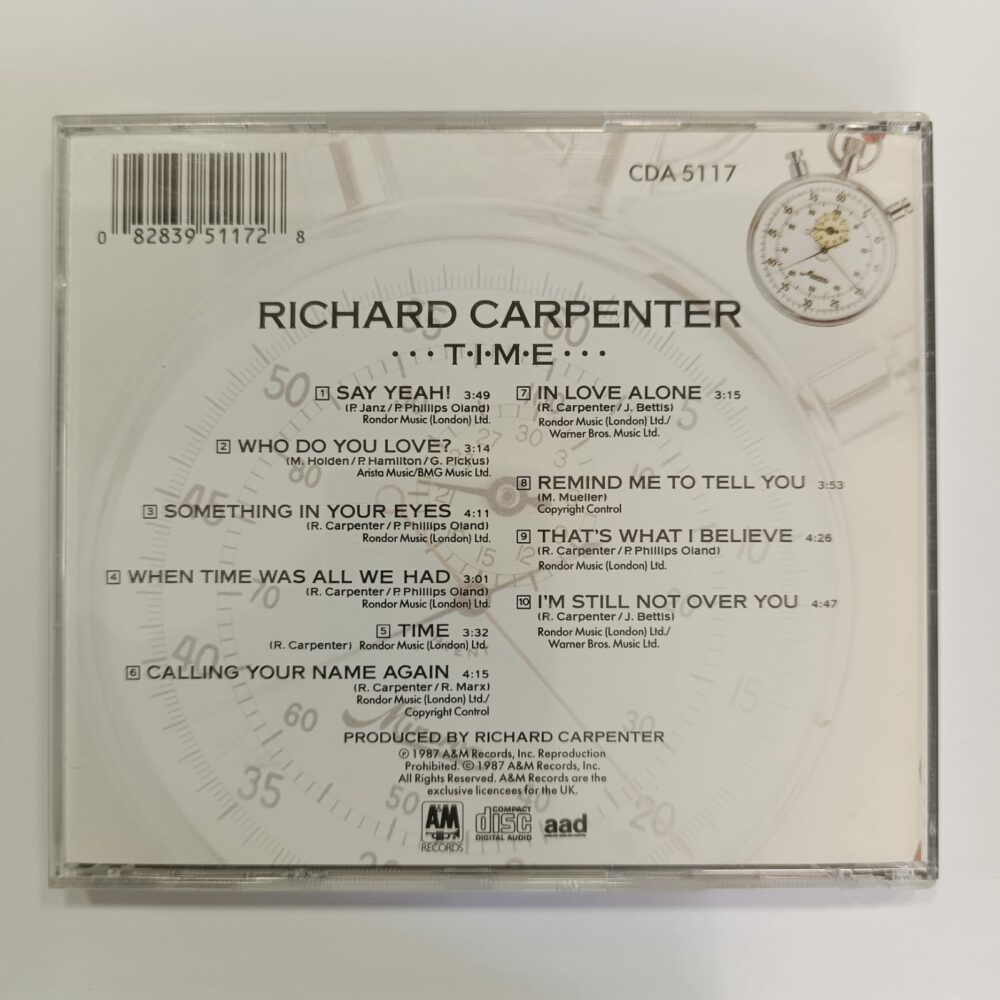 0 82839 51172 8
CDA 5117
RICHARD CARPENTER
···T·I·M·E···
1 SAY YEAH! 3:49
(P. Janz/P. Phillips Oland)
Rondor Music (London) Ltd.
2 WHO DO YOU LOVE? 3:14
(M. Holden/P. Hamilton/G. Pickus)
Arista Music/BMG Music Ltd.
3 SOMETHING IN YOUR EYES 4:11
(R. Carpenter/P. Phillips Oland)
Rondor Music (London) Ltd.
4 WHEN TIME WAS ALL WE HAD 3:01
(R. Carpenter/P. Phillips Oland)
Rondor Music (London) Ltd.
5 TIME 3:32
(R. Carpenter) Rondor Music (London) Ltd.
6 CALLING YOUR NAME AGAIN 4:15
(R. Carpenter/R. Marx)
Rondor Music (London) Ltd./
Copyright Control
7 IN LOVE ALONE 3:15
(R. Carpenter/J. Bettis)
Rondor Music (London) Ltd./
Warner Bros. Music Ltd.
8 REMIND ME TO TELL YOU 3:53
(M. Mueller)
Copyright Control
9 THAT'S WHAT I BELIEVE 4:26
(R. Carpenter/P. Phillips Oland)
Rondor Music (London) Ltd.
10 I'M STILL NOT OVER YOU 4:47
(R. Carpenter/J. Bettis)
Rondor Music (London) Ltd./
Warner Bros. Music Ltd.
PRODUCED BY RICHARD CARPENTER
℗ 1987 A&M Records, Inc. Reproduction
Prohibited. © 1987 A&M Records, Inc.
All Rights Reserved. A&M Records are the
exclusive licencees for the UK.
A&M
RECORDS
COMPACT
disc
DIGITAL AUDIO
aad